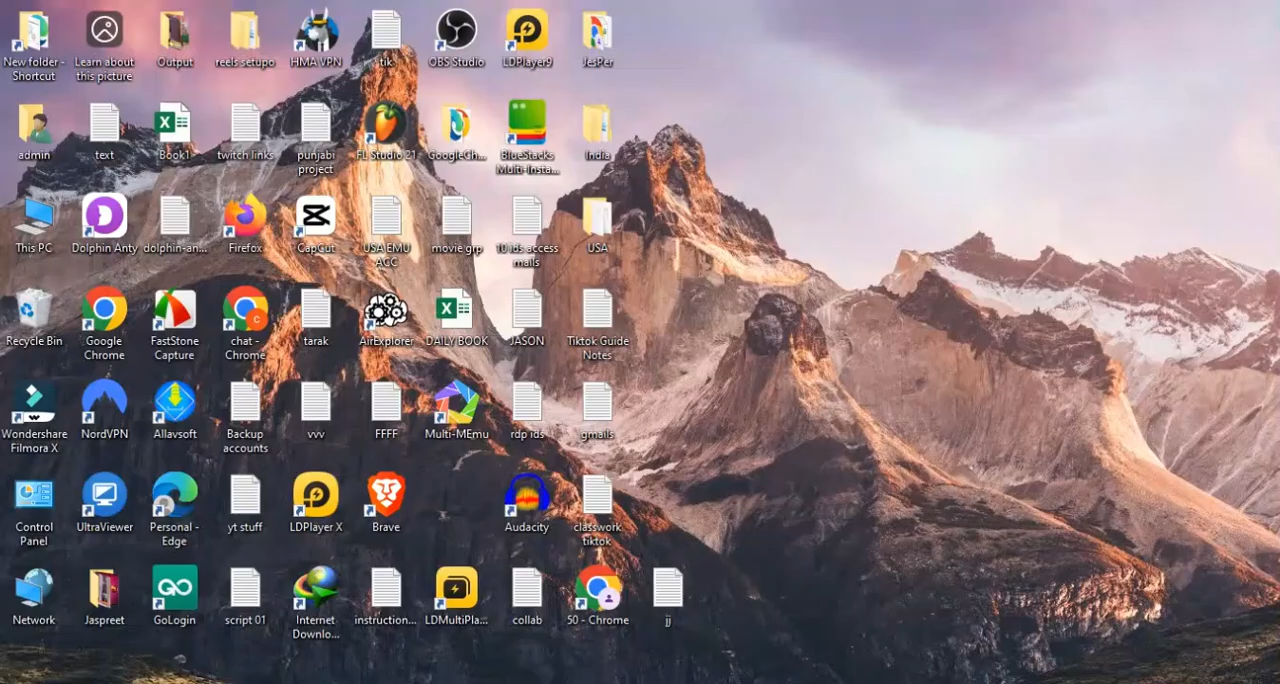 New folder - Shortcut
Learn about this picture
Output
reels setupo
HMA VPN
tik
OBS Studio
LDPlayer9
JesPer
admin
text
Book1
twitch links
punjabi project
FL Studio 21
GoogleCh...
BlueStacks Multi-Insta...
India
This PC
Dolphin Anty
dolphin-an...
Firefox
CapCut
USA EMU ACC
movie grp
10 ids access mails
USA
Recycle Bin
Google Chrome
FastStone Capture
chat - Chrome
tarak
AirExplorer
DAILY BOOK
JASON
Tiktok Guide Notes
Wondershare Filmora X
NordVPN
Allavsoft
Backup accounts
vvv
FFFF
Multi-MEmu
rdp ids
gmails
Control Panel
UltraViewer
Personal - Edge
yt stuff
LDPlayer X
Brave
Audacity
classwork tiktok
Network
Jaspreet
GoLogin
script 01
Internet Downlo...
instruction...
LDMultiPla...
collab
50 - Chrome
jj